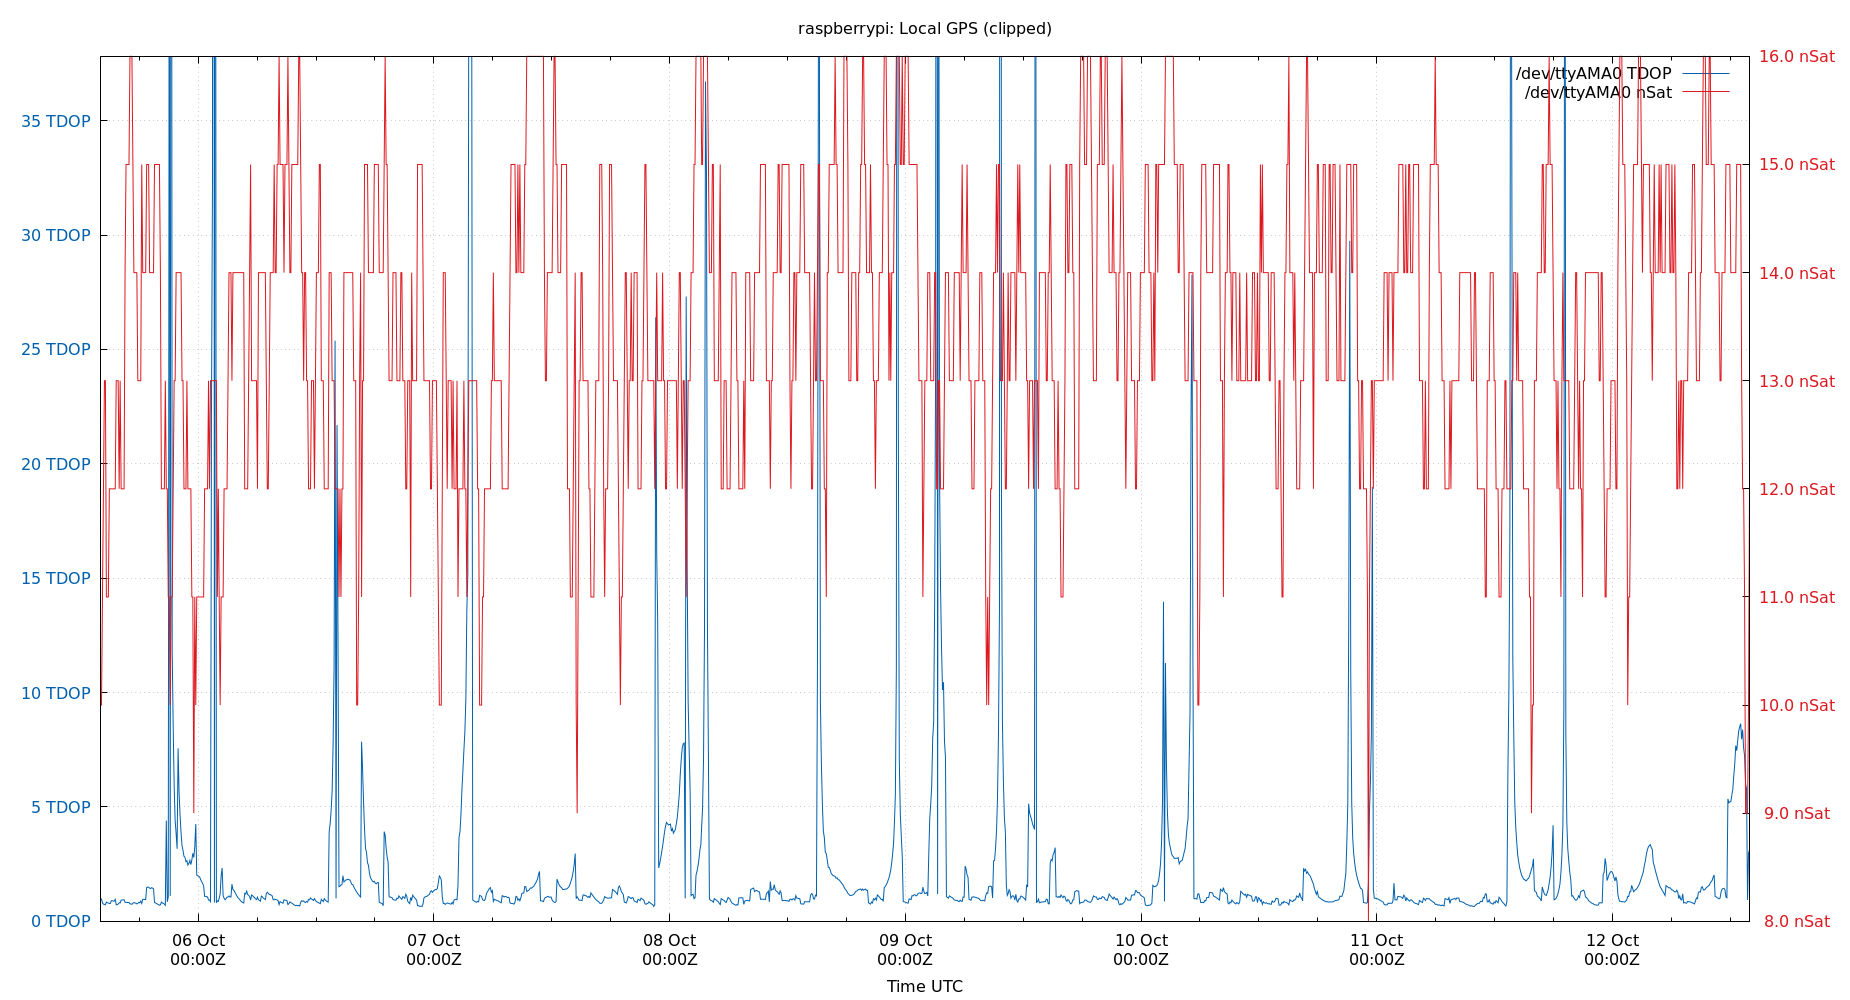 raspberrypi: Local GPS (clipped)
/dev/ttyAMA0 TDOP
/dev/ttyAMA0 nSat
35 TDOP
30 TDOP
25 TDOP
20 TDOP
15 TDOP
10 TDOP
5 TDOP
0 TDOP
16.0 nSat
15.0 nSat
14.0 nSat
13.0 nSat
12.0 nSat
11.0 nSat
10.0 nSat
9.0 nSat
8.0 nSat
06 Oct
00:00Z
07 Oct
00:00Z
08 Oct
00:00Z
09 Oct
00:00Z
10 Oct
00:00Z
11 Oct
00:00Z
12 Oct
00:00Z
Time UTC